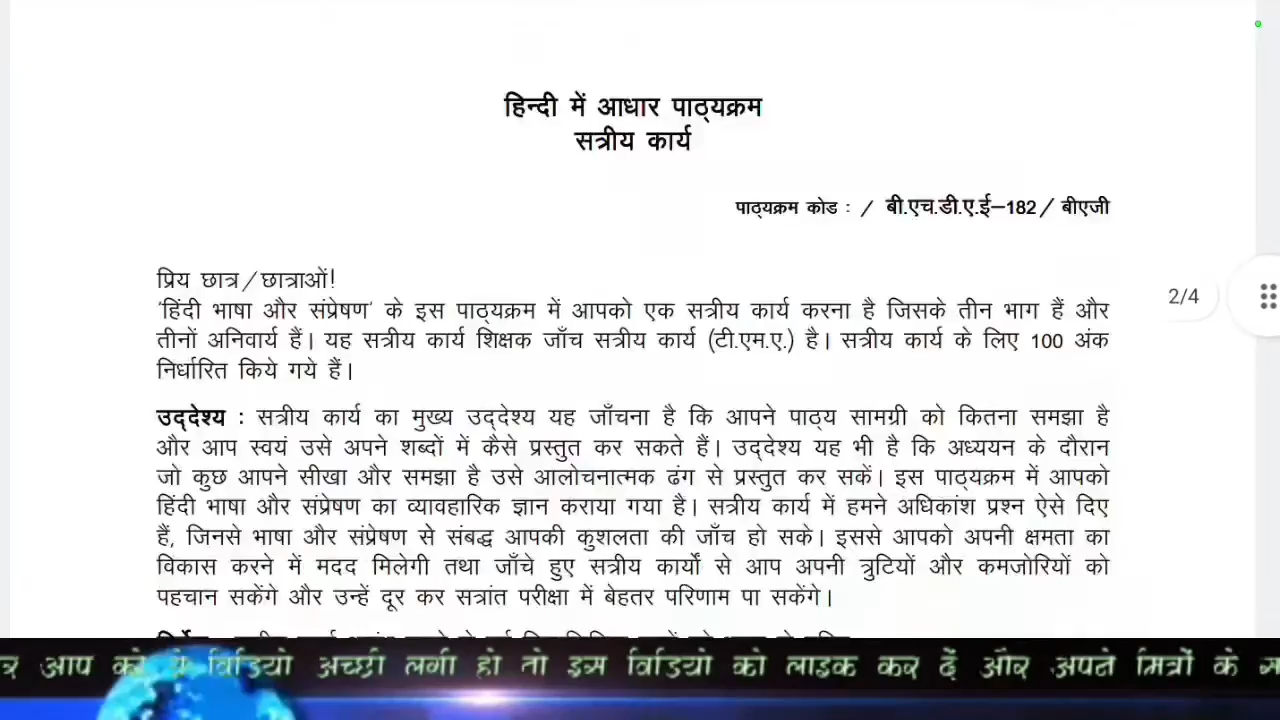 हिन्दी में आधार पाठ्यक्रम
सत्रीय कार्य
पाठ्यक्रम कोड : / बी.एच.डी.ए.ई–182 / बीएजी
प्रिय छात्र/छात्राओं!
'हिंदी भाषा और संप्रेषण' के इस पाठ्यक्रम में आपको एक सत्रीय कार्य करना है जिसके तीन भाग हैं और
2/4
तीनों अनिवार्य हैं। यह सत्रीय कार्य शिक्षक जाँच सत्रीय कार्य (टी.एम.ए.) है। सत्रीय कार्य के लिए 100 अंक
निर्धारित किये गये हैं।
उद्देश्य : सत्रीय कार्य का मुख्य उद्देश्य यह जाँचना है कि आपने पाठ्य सामग्री को कितना समझा है
और आप स्वयं उसे अपने शब्दों में कैसे प्रस्तुत कर सकते हैं। उद्देश्य यह भी है कि अध्ययन के दौरान
जो कुछ आपने सीखा और समझा है उसे आलोचनात्मक ढंग से प्रस्तुत कर सकें। इस पाठ्यक्रम में आपको
हिंदी भाषा और संप्रेषण का व्यावहारिक ज्ञान कराया गया है। सत्रीय कार्य में हमने अधिकांश प्रश्न ऐसे दिए
हैं, जिनसे भाषा और संप्रेषण से संबद्ध आपकी कुशलता की जाँच हो सके। इससे आपको अपनी क्षमता का
विकास करने में मदद मिलेगी तथा जाँचे हुए सत्रीय कार्यों से आप अपनी त्रुटियों और कमजोरियों को
पहचान सकेंगे और उन्हें दूर कर सत्रांत परीक्षा में बेहतर परिणाम पा सकेंगे।
आप को ये विडियो अच्छी लगी हो तो इस विडियो को लाइक कर दें और अपने मित्रों के